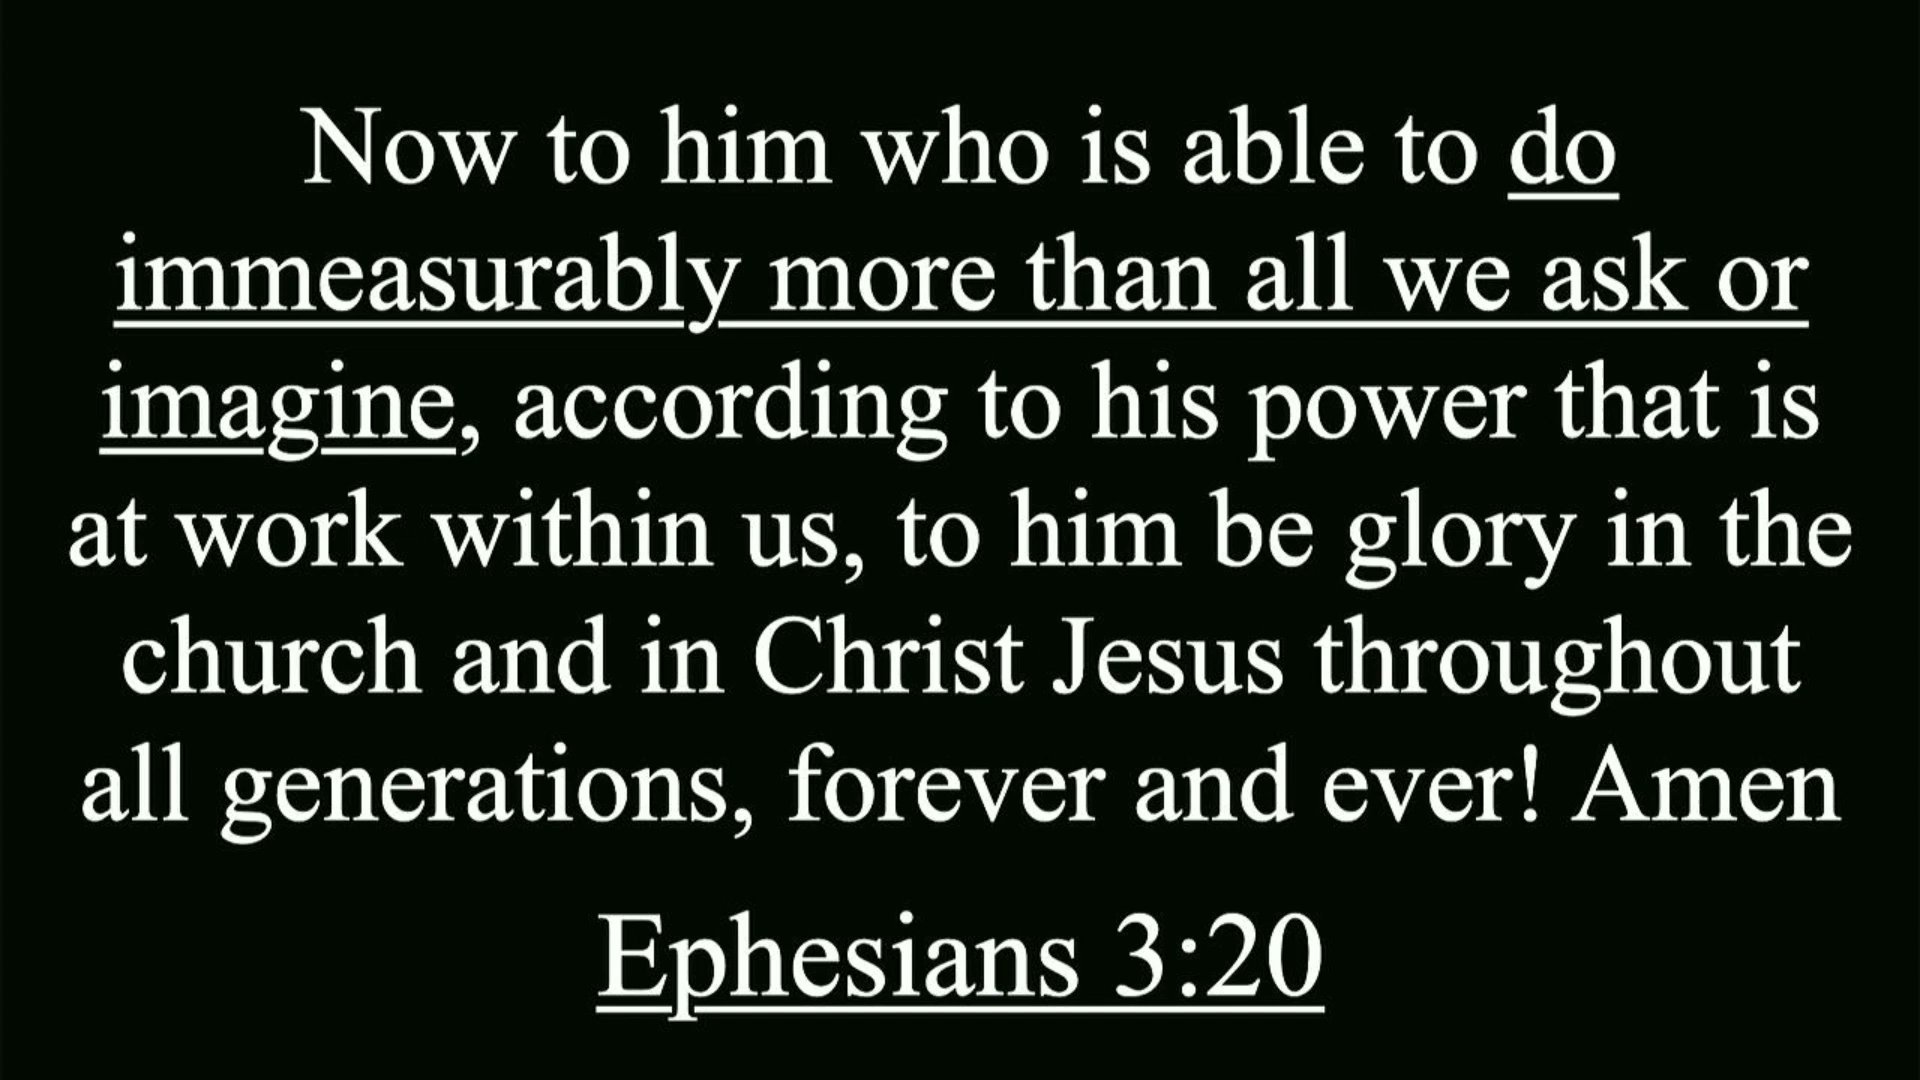 Now to him who is able to do
immeasurably more than all we ask or
imagine, according to his power that is
at work within us, to him be glory in the
church and in Christ Jesus throughout
all generations, forever and ever! Amen
Ephesians 3:20